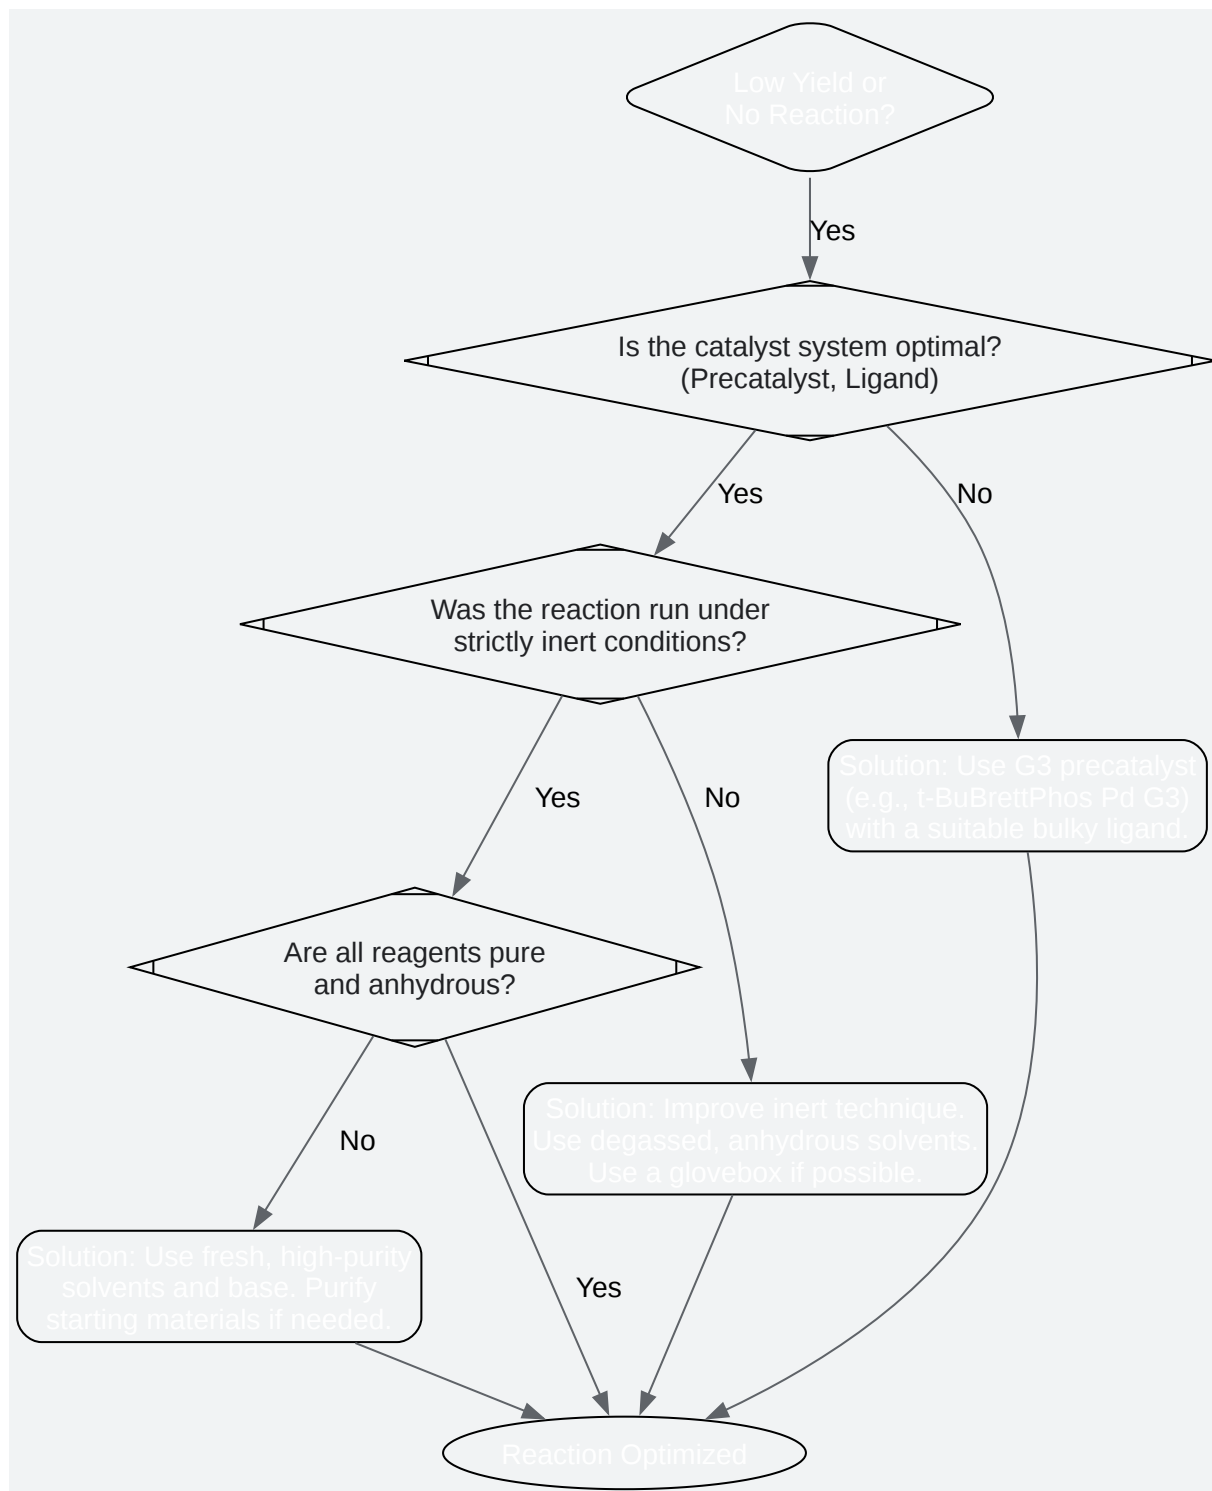 Low Yield or
No Reaction?
Yes
Is the catalyst system optimal?
(Precatalyst, Ligand)
Yes
No
Was the reaction run under
strictly inert conditions?
Solution: Use G3 precatalyst
(e.g., t-BuBrettPhos Pd G3)
with a suitable bulky ligand.
Yes
No
Are all reagents pure
and anhydrous?
Solution: Improve inert technique.
Use degassed, anhydrous solvents.
Use a glovebox if possible.
No
Solution: Use fresh, high-purity
solvents and base. Purify
starting materials if needed.
Yes
Reaction Optimized